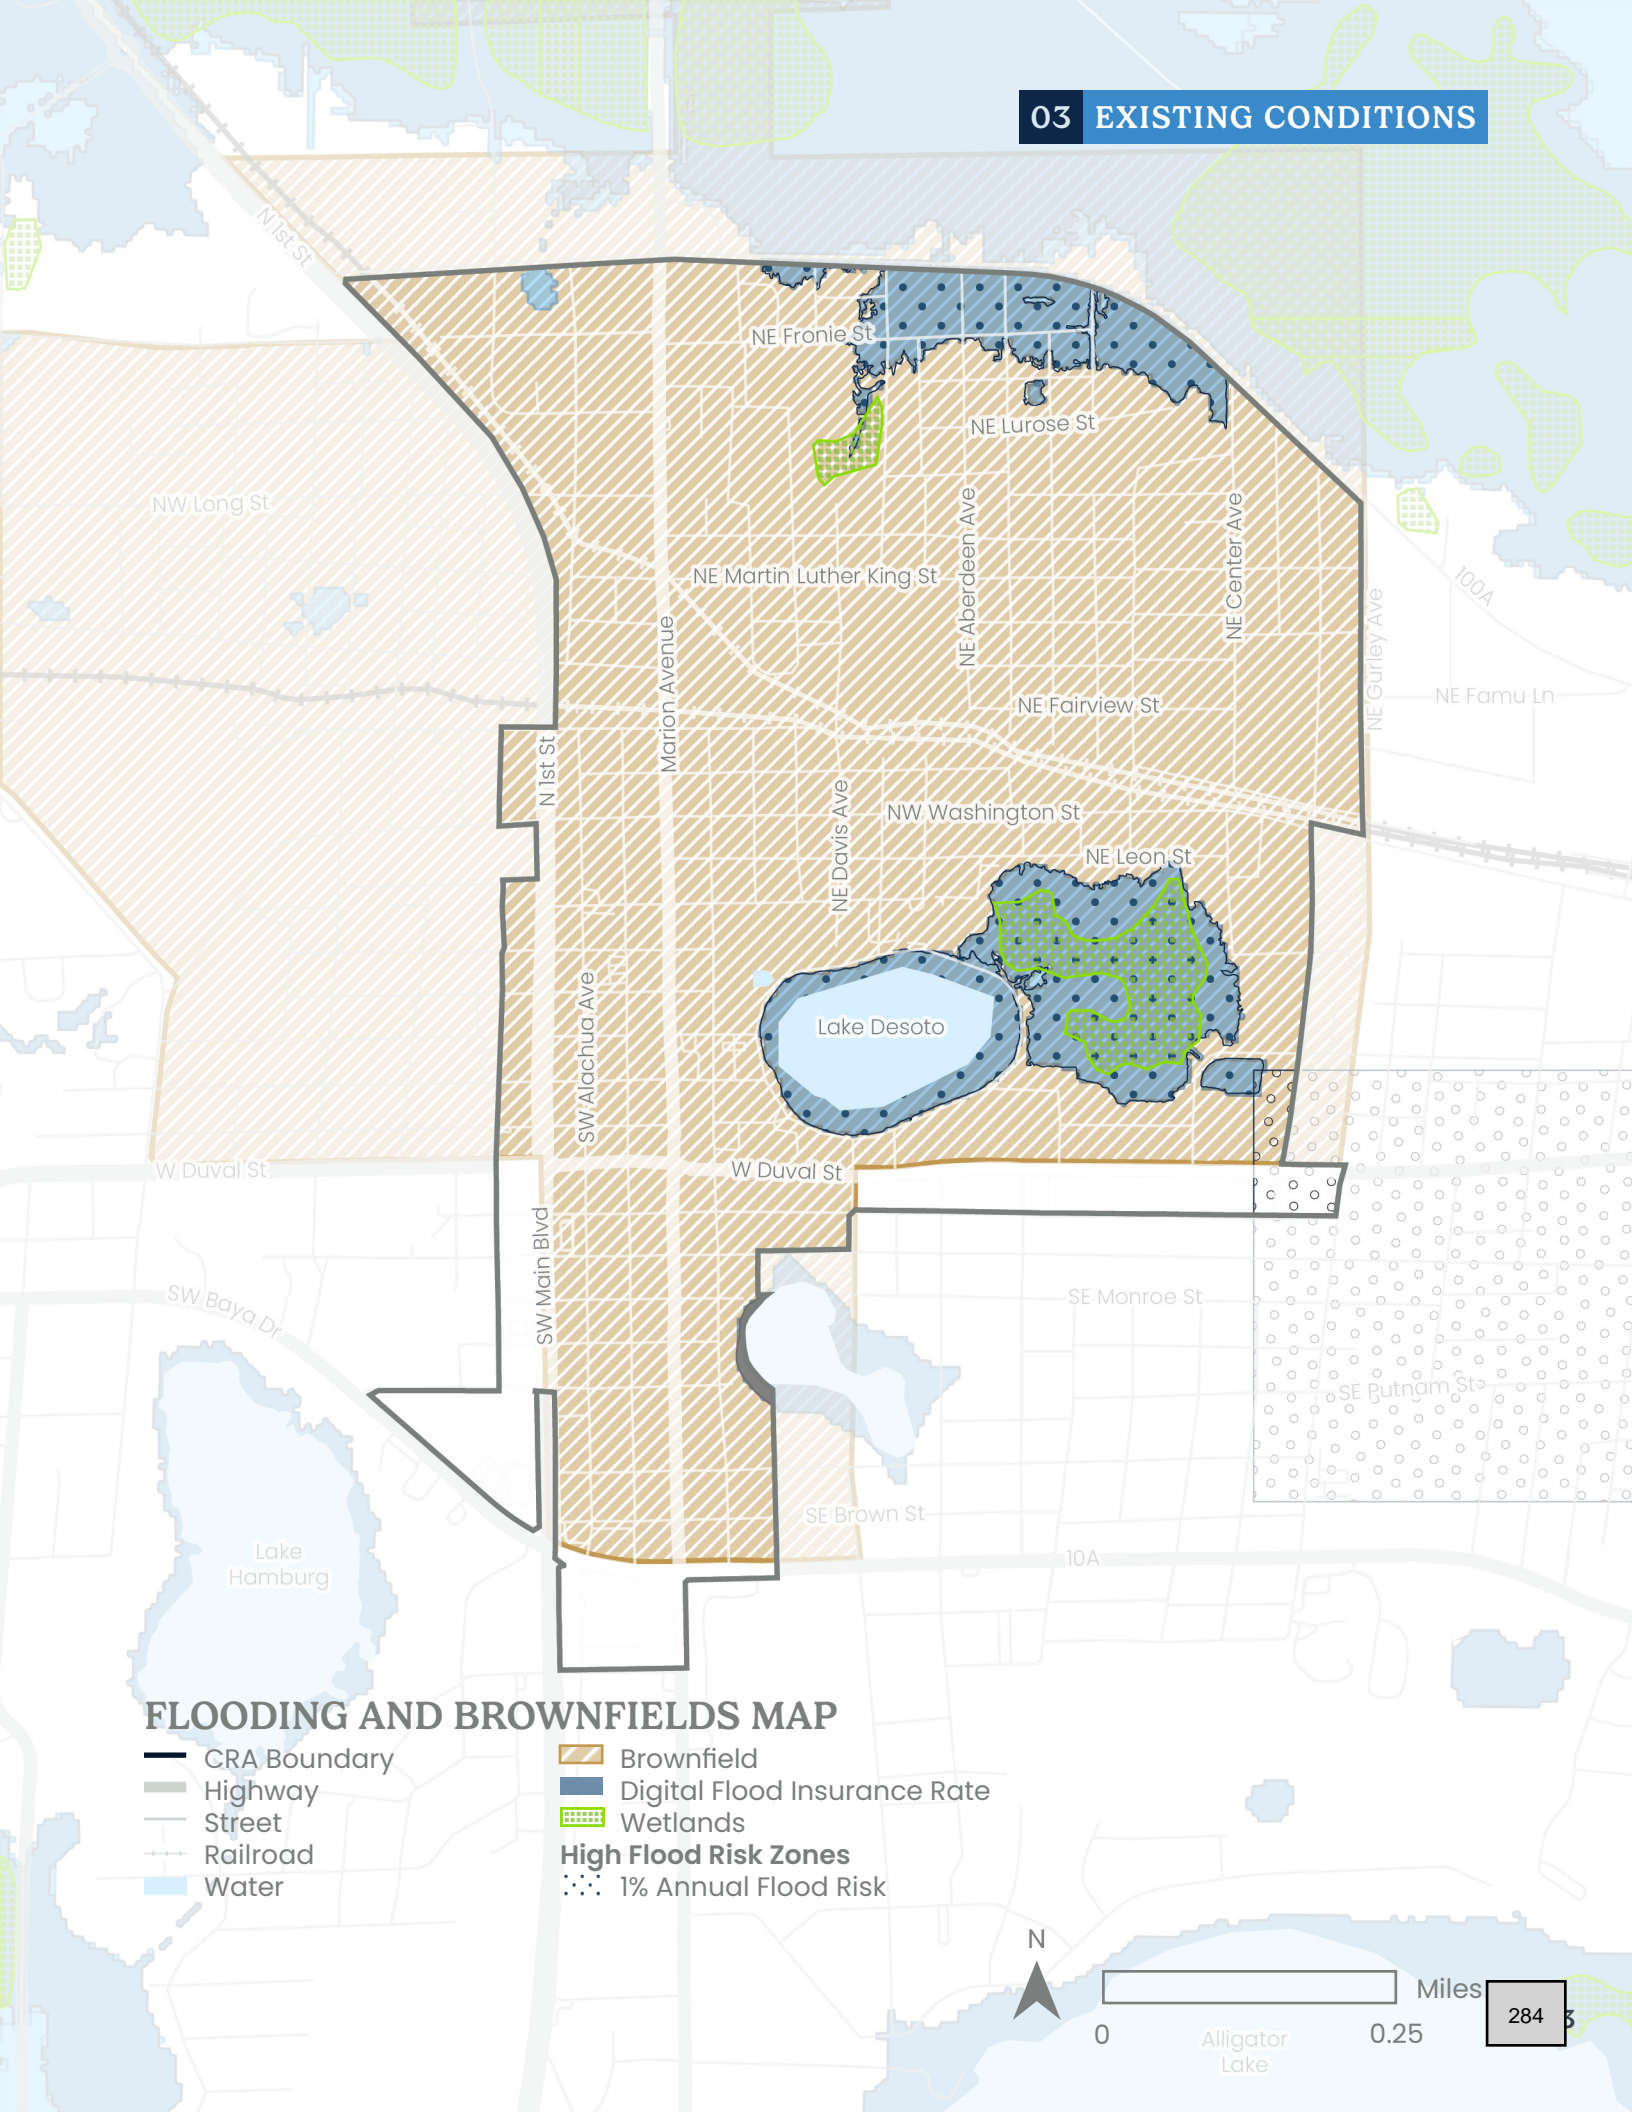 03 EXISTING CONDITIONS
N 1st St
NE Fronie St
NE Lurose St
NW Long St
NE Aberdeen Ave
NE Center Ave
NE Martin Luther King St
100A
NE Gurley Ave
Marion Avenue
NE Famu Ln
NE Fairview St
N 1st St
NE Davis Ave
NW Washington St
NE Leon St
SW Alachua Ave
Lake Desoto
W Duval St
W Duval St
SW Main Blvd
SW Baya Dr
SE Monroe St
SE Putnam St
SE Brown St
Lake
Hamburg
10A
FLOODING AND BROWNFIELDS MAP
CRA Boundary
Highway
Street
Railroad
Water
Brownfield
Digital Flood Insurance Rate
Wetlands
High Flood Risk Zones
1% Annual Flood Risk
N
Miles
0
0.25
Alligator
Lake
284